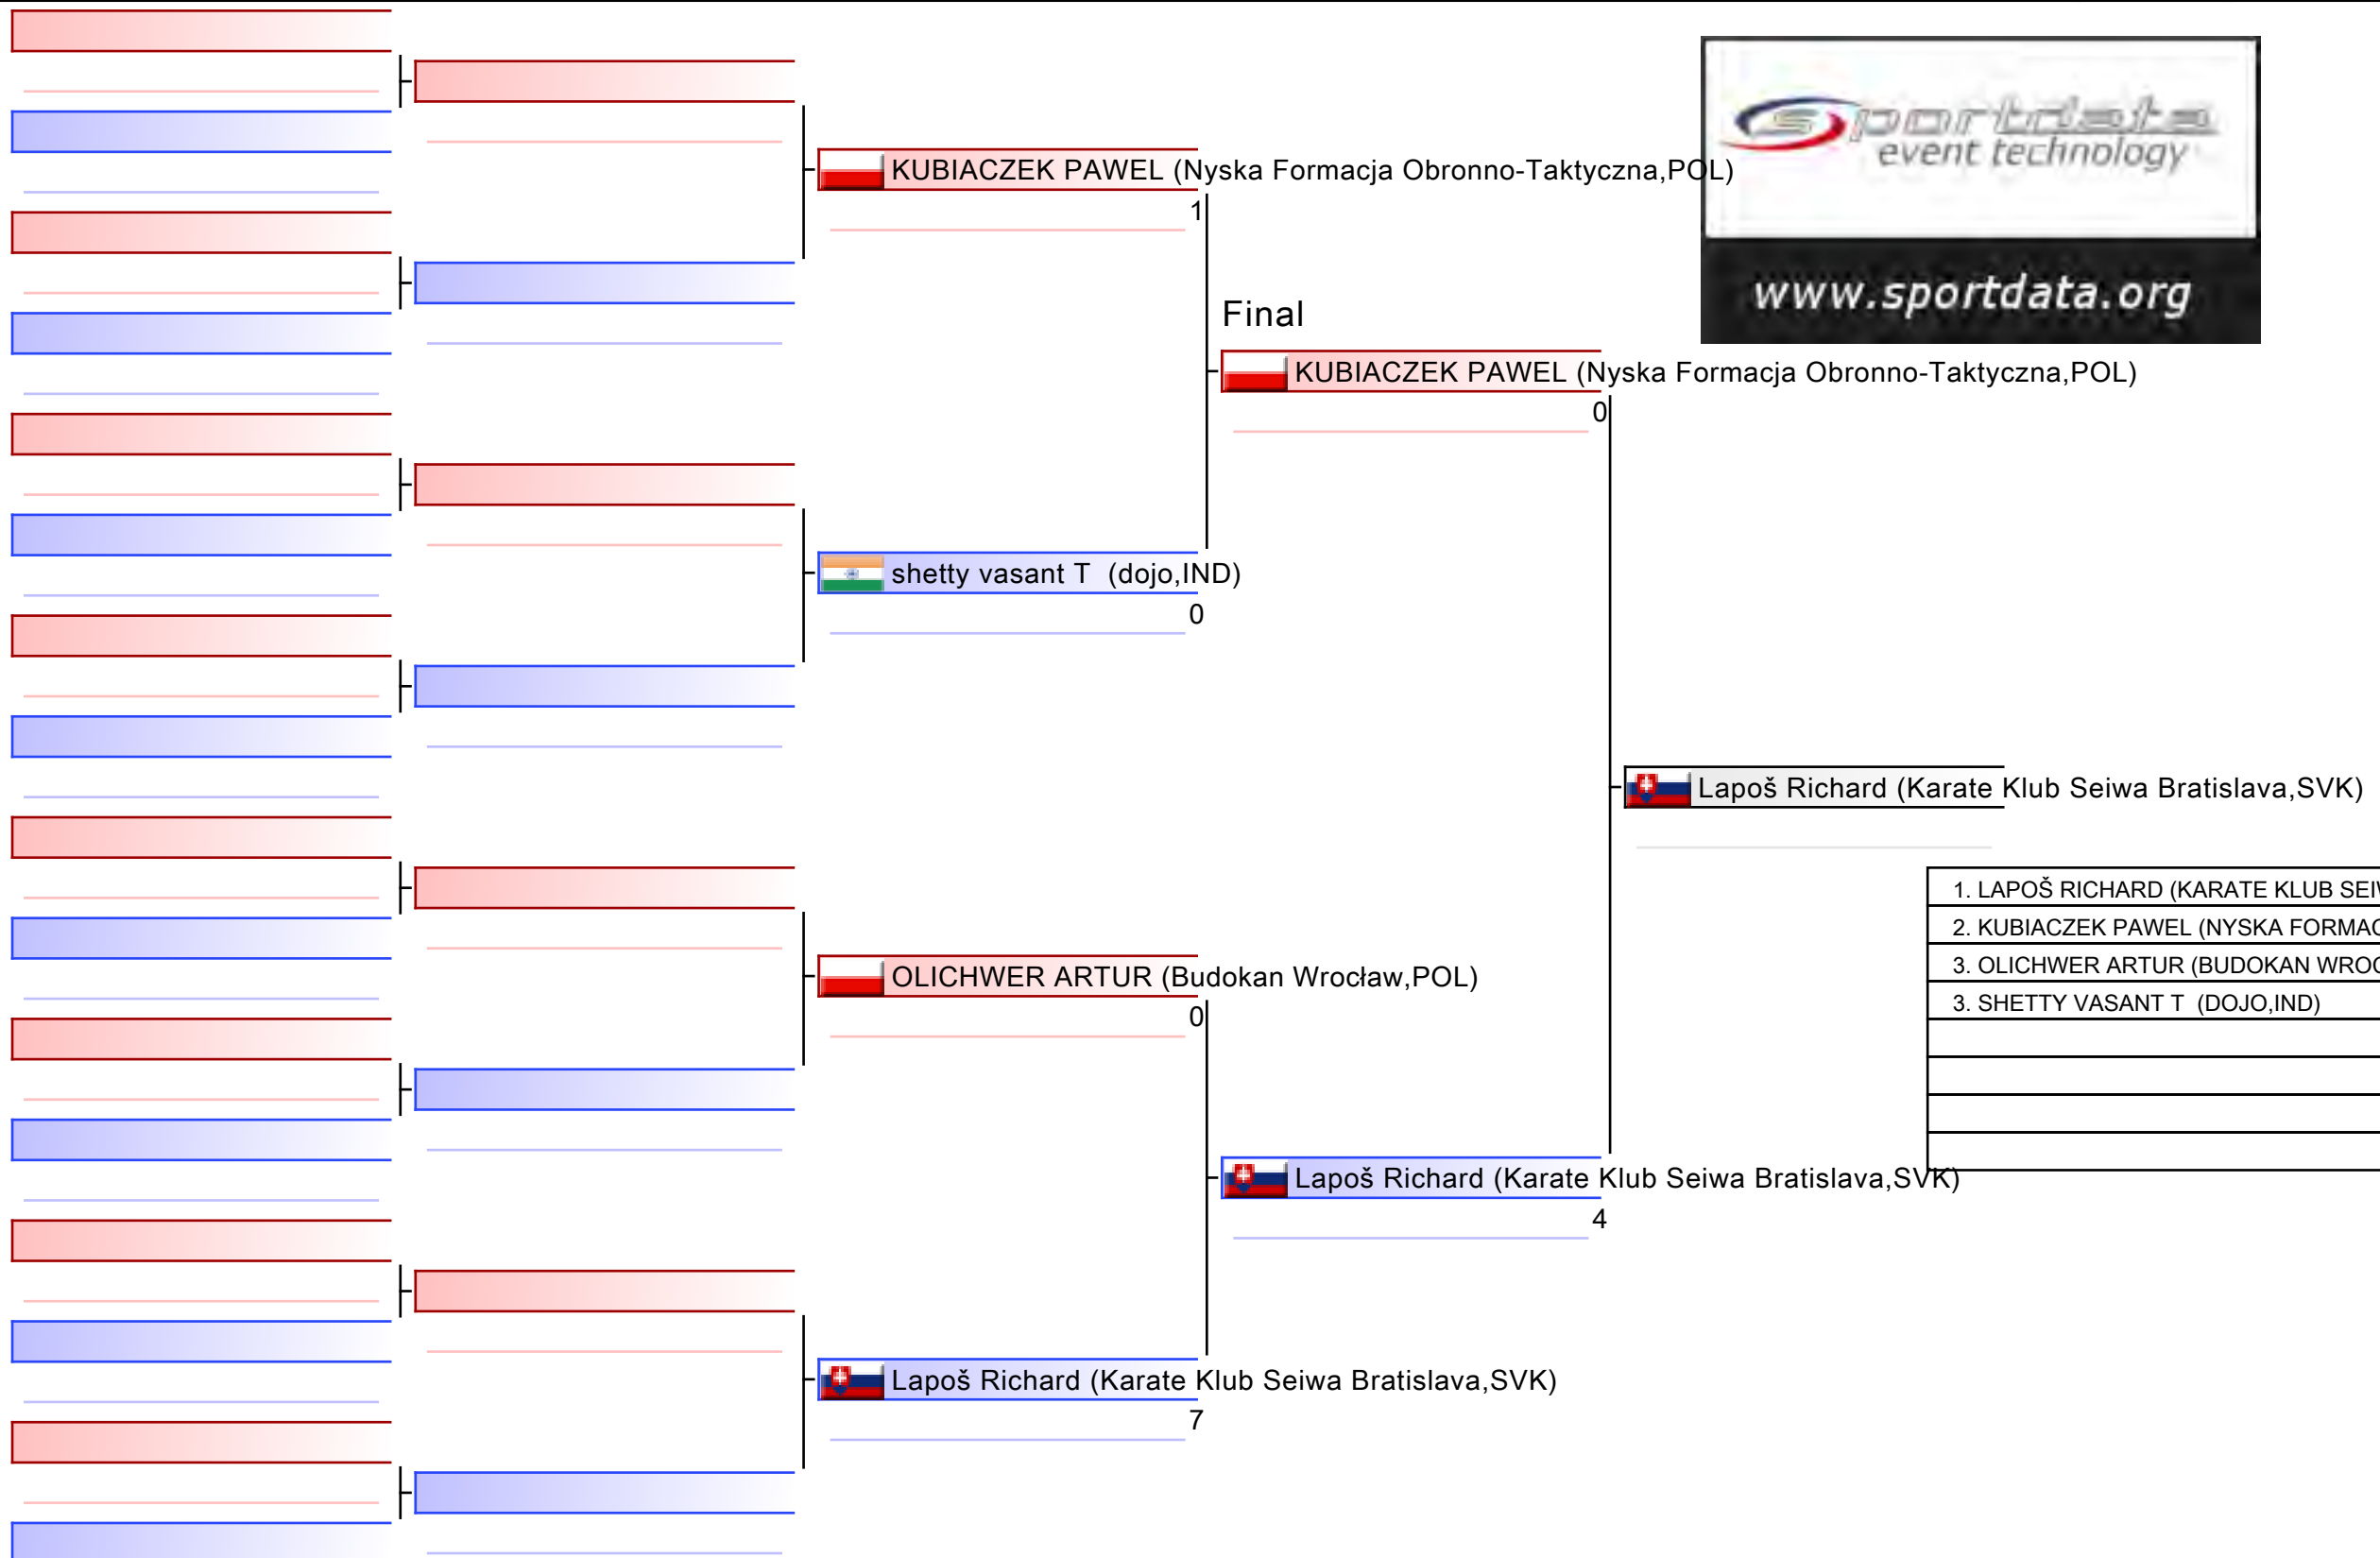 sportdata
event technology
www.sportdata.org
KUBIACZEK PAWEL (Nyska Formacja Obronno-Taktyczna,POL)
1
Final
KUBIACZEK PAWEL (Nyska Formacja Obronno-Taktyczna,POL)
0
shetty vasant T  (dojo,IND)
0
Lapoš Richard (Karate Klub Seiwa Bratislava,SVK)
1. LAPOŠ RICHARD (KARATE KLUB
2. KUBIACZEK PAWEL (NYSKA
3. OLICHWER ARTUR (BUDOKAN
3. SHETTY VASANT T  (DOJO,IND)
OLICHWER ARTUR (Budokan Wrocław,POL)
0
Lapoš Richard (Karate Klub Seiwa Bratislava,SVK)
4
Lapoš Richard (Karate Klub Seiwa Bratislava,SVK)
7